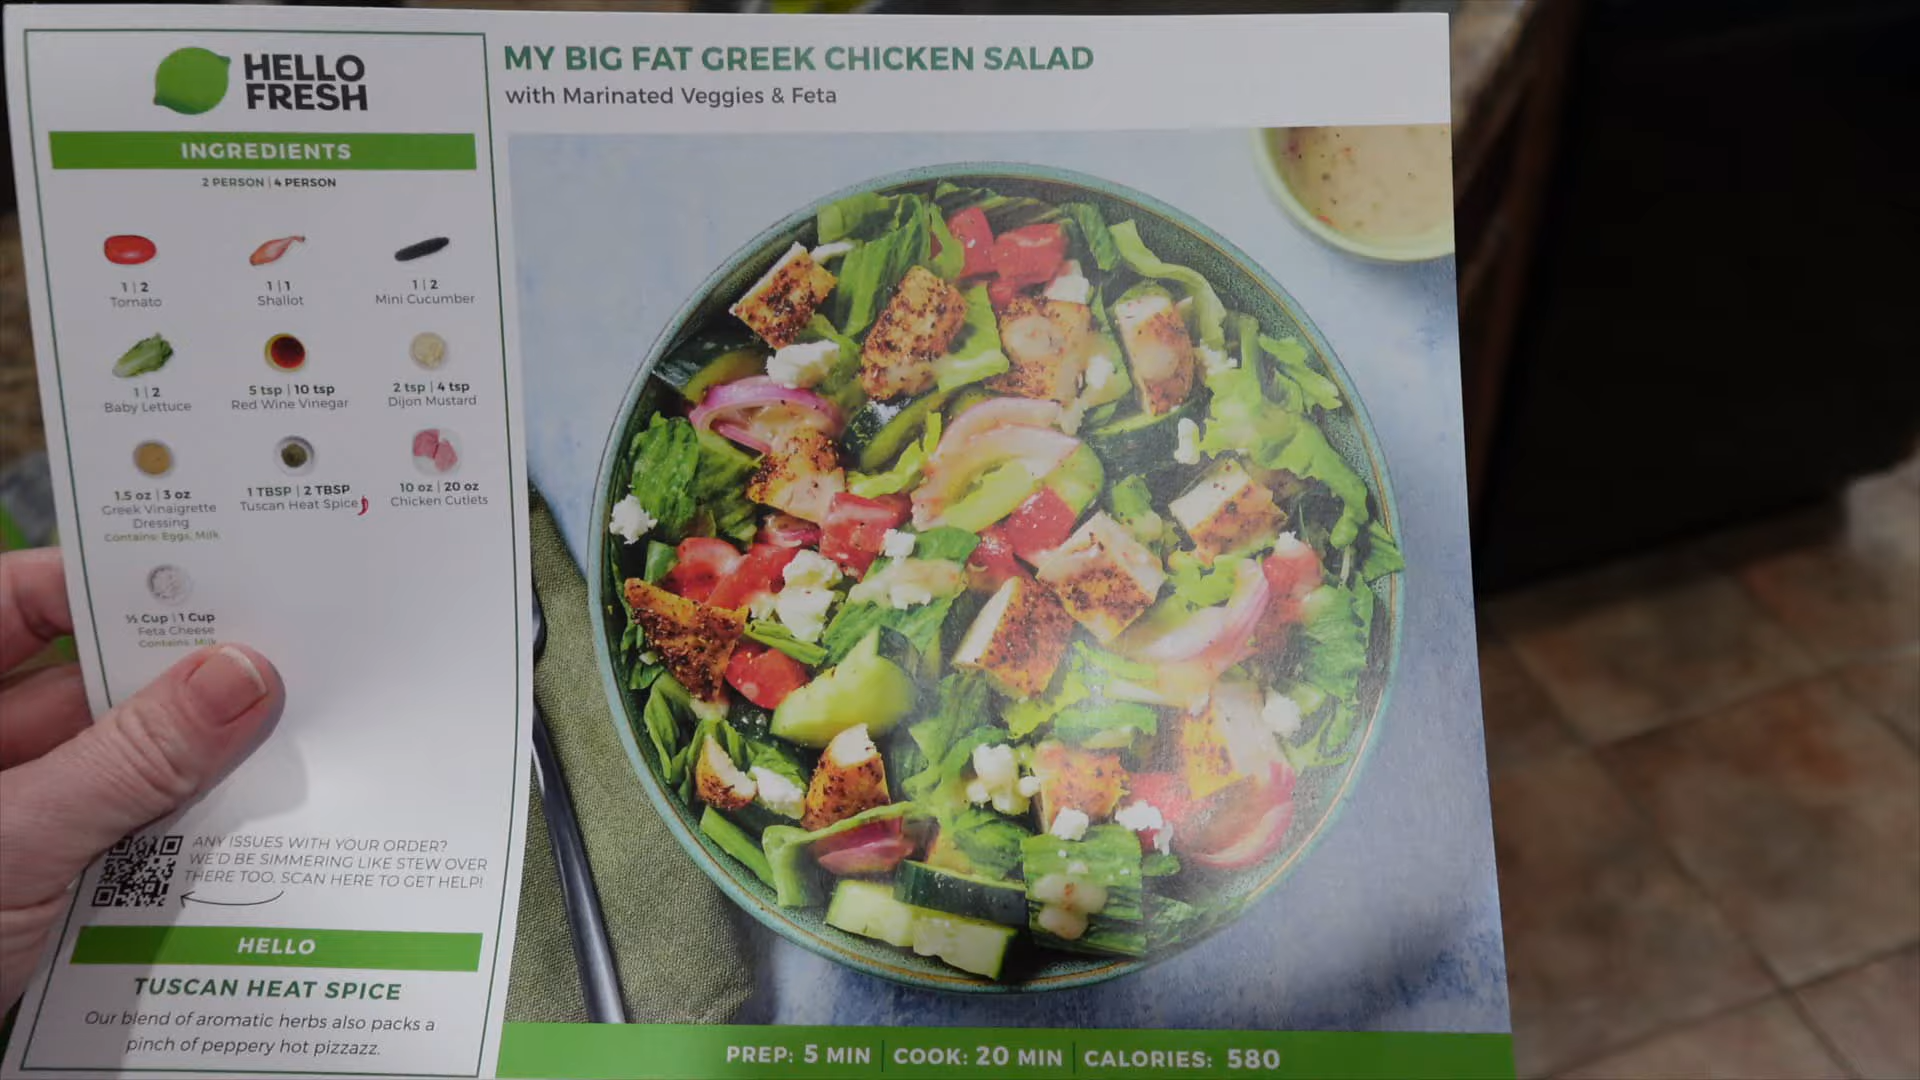 HELLO
FRESH
INGREDIENTS
2 PERSON | 4 PERSON
1 | 2
Tomato
1 | 1
Shallot
1 | 2
Mini Cucumber
1 | 2
Baby Lettuce
5 tsp | 10 tsp
Red Wine Vinegar
2 tsp | 4 tsp
Dijon Mustard
1.5 oz | 3 oz
Greek Vinaigrette
Dressing
Contains: Eggs, Milk
1 TBSP | 2 TBSP
Tuscan Heat Spice
10 oz | 20 oz
Chicken Cutlets
½ Cup | 1 Cup
Feta Cheese
Contains: Milk
ANY ISSUES WITH YOUR ORDER?
WE'D BE SIMMERING LIKE STEW OVER
THERE TOO. SCAN HERE TO GET HELP!
HELLO
TUSCAN HEAT SPICE
Our blend of aromatic herbs also packs a
pinch of peppery hot pizzazz.
MY BIG FAT GREEK CHICKEN SALAD
with Marinated Veggies & Feta
PREP: 5 MIN | COOK: 20 MIN | CALORIES: 580